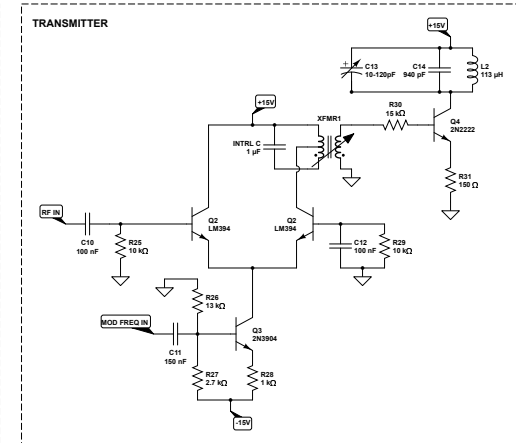 TRANSMITTER
+15V
C13
10-120pF
C14
940 pF
L2
113 µH
+15V
XFMR1
R30
15 kΩ
Q4
2N2222
INTRL C
1 µF
R31
150 Ω
RF IN
C10
100 nF
R25
10 kΩ
Q2
LM394
Q2
LM394
C12
100 nF
R29
10 kΩ
R26
13 kΩ
MOD FREQ IN
C11
150 nF
Q3
2N3904
R27
2.7 kΩ
R28
1 kΩ
-15V